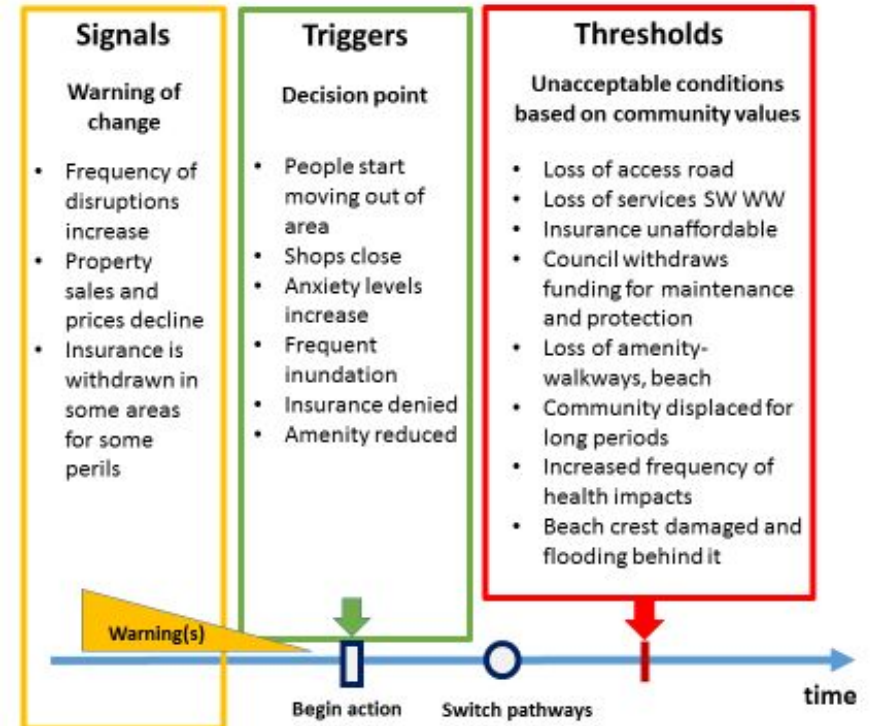 Signals
Warning of
change
• Frequency of
disruptions
increase
• Property
sales and
prices decline
• Insurance is
withdrawn in
some areas
for some
perils
Triggers
Decision point
• People start
moving out of
area
• Shops close
• Anxiety levels
increase
• Frequent
inundation
• Insurance denied
• Amenity reduced
Thresholds
Unacceptable conditions
based on community values
• Loss of access road
• Loss of services SW WW
• Insurance unaffordable
• Council withdraws
funding for maintenance
and protection
• Loss of amenity-
walkways, beach
• Community displaced for
long periods
• Increased frequency of
health impacts
• Beach crest damaged and
flooding behind it
Warning(s)
Begin action
Switch pathways
time